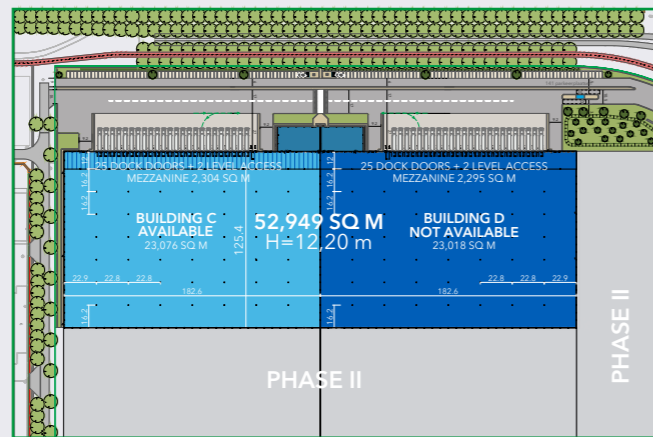 25 DOCK DOORS + 2 LEVEL ACCESS
MEZZANINE 2,304 SQ M
25 DOCK DOORS + 2 LEVEL ACCESS
MEZZANINE 2,295 SQ M
12
12
16.2
16.2
BUILDING C
AVAILABLE
23,076 SQ M
52,949 SQ M
H=12,20 m
125.4
BUILDING D
NOT AVAILABLE
23,018 SQ M
22.9
22.8
22.8
22.8
22.8
22.9
182.6
182.6
16.2
16.2
PHASE II
PHASE II